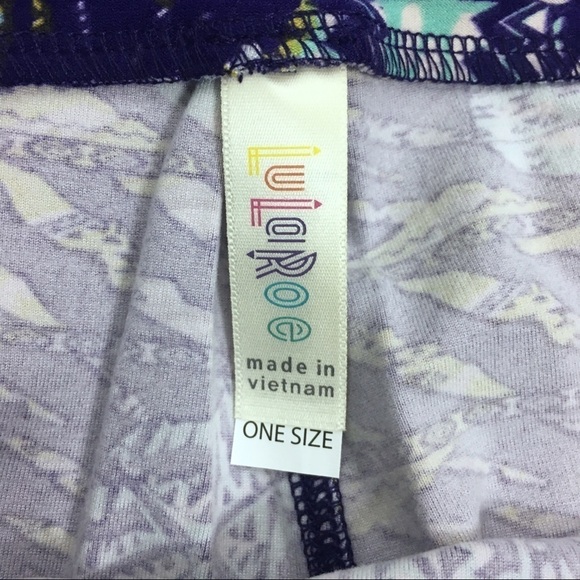 LuLaRoe
made in
vietnam
ONE SIZE